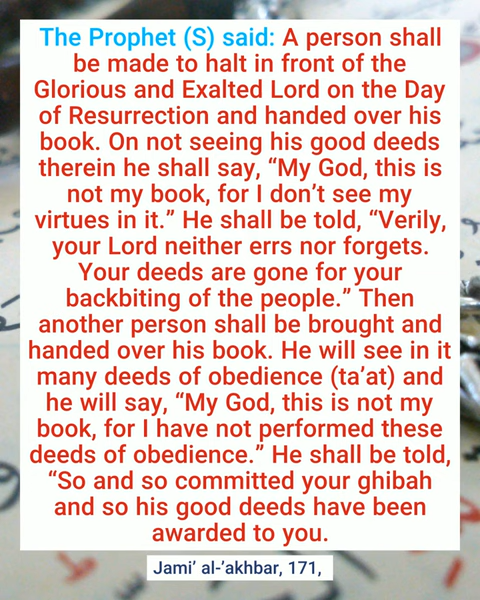 The Prophet (S) said: A person shall
be made to halt in front of the
Glorious and Exalted Lord on the Day
of Resurrection and handed over his
book. On not seeing his good deeds
therein he shall say, “My God, this is
not my book, for I don’t see my
virtues in it.” He shall be told, “Verily,
your Lord neither errs nor forgets.
Your deeds are gone for your
backbiting of the people.” Then
another person shall be brought and
handed over his book. He will see in it
many deeds of obedience (ta’at) and
he will say, “My God, this is not my
book, for I have not performed these
deeds of obedience.” He shall be told,
“So and so committed your ghibah
and so his good deeds have been
awarded to you.
Jami’ al-’akhbar, 171,